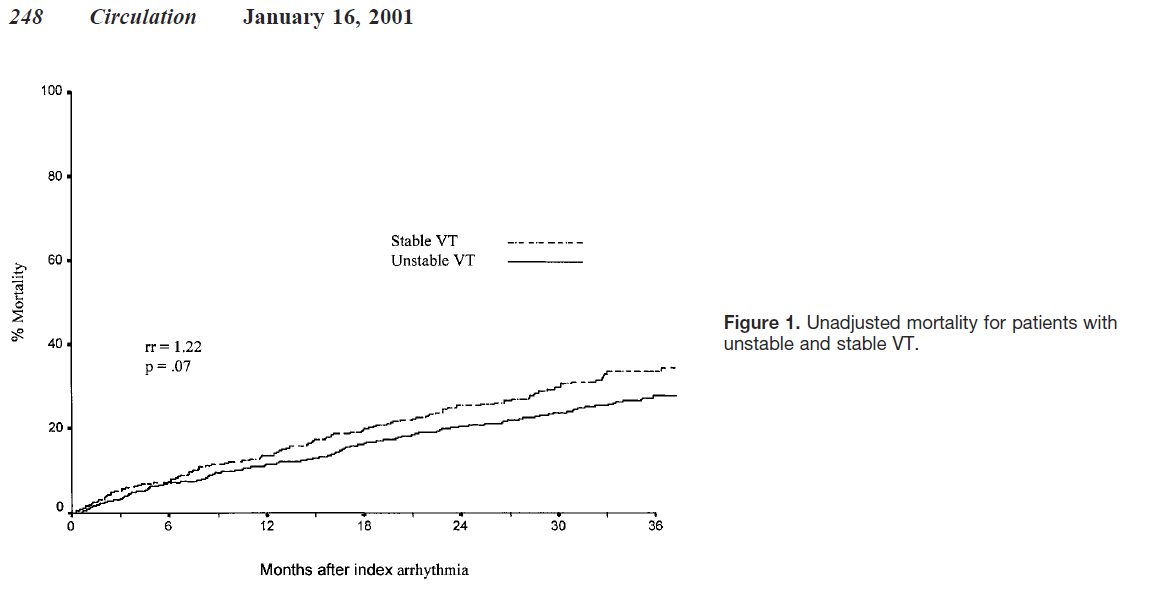 248 Circulation January 16, 2001
100
80
60
40
20
0
% Mortality
Stable VT
Unstable VT
rr = 1.22
p = .07
0 6 12 18 24 30 36
Months after index arrhythmia
Figure 1. Unadjusted mortality for patients with
unstable and stable VT.